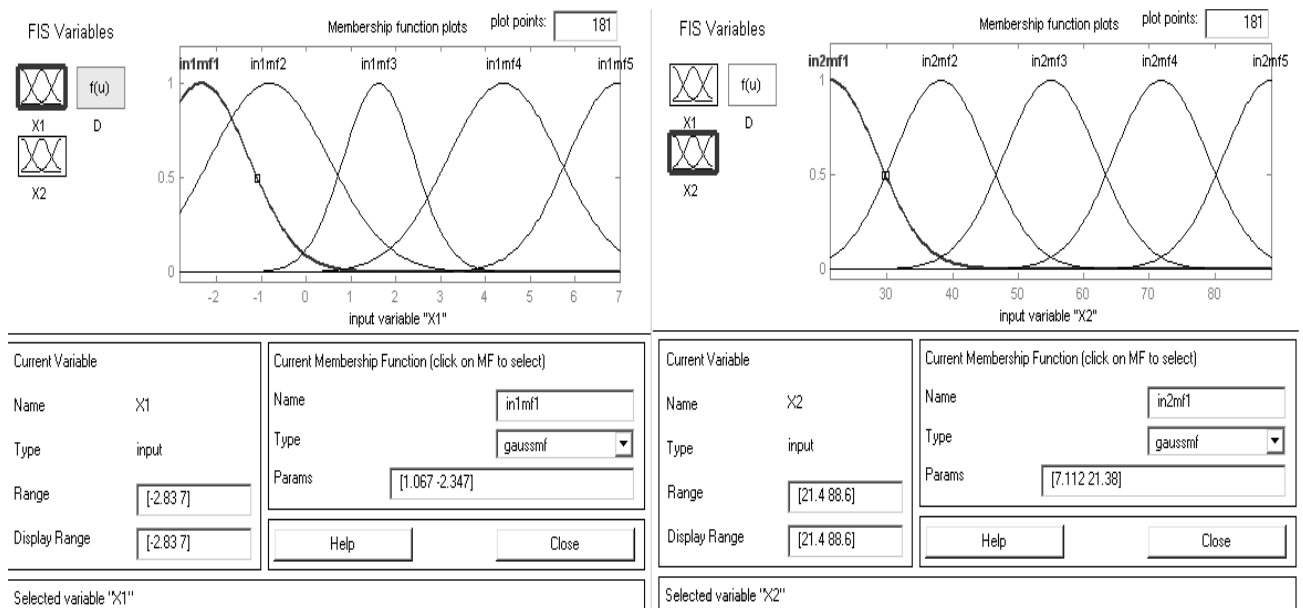 FIS Variables
Membership function plots
plot points:
181
in1mf1
in1mf2
in1mf3
in1mf4
in1mf5
f(u)
X1
D
X2
1
0.5
0
-2
-1
0
1
2
3
4
5
6
7
input variable "X1"
Current Variable
Name
X1
Type
input
Range
[-2.83 7]
Display Range
[-2.83 7]
Current Membership Function (click on MF to select)
Name
in1mf1
Type
gaussmf
Params
[1.067 -2.347]
Help
Close
Selected variable "X1"
FIS Variables
Membership function plots
plot points:
181
in2mf1
in2mf2
in2mf3
in2mf4
in2mf5
f(u)
X1
D
X2
1
0.5
0
30
40
50
60
70
80
input variable "X2"
Current Variable
Name
X2
Type
input
Range
[21.4 88.6]
Display Range
[21.4 88.6]
Current Membership Function (click on MF to select)
Name
in2mf1
Type
gaussmf
Params
[7.112 21.38]
Help
Close
Selected variable "X2"